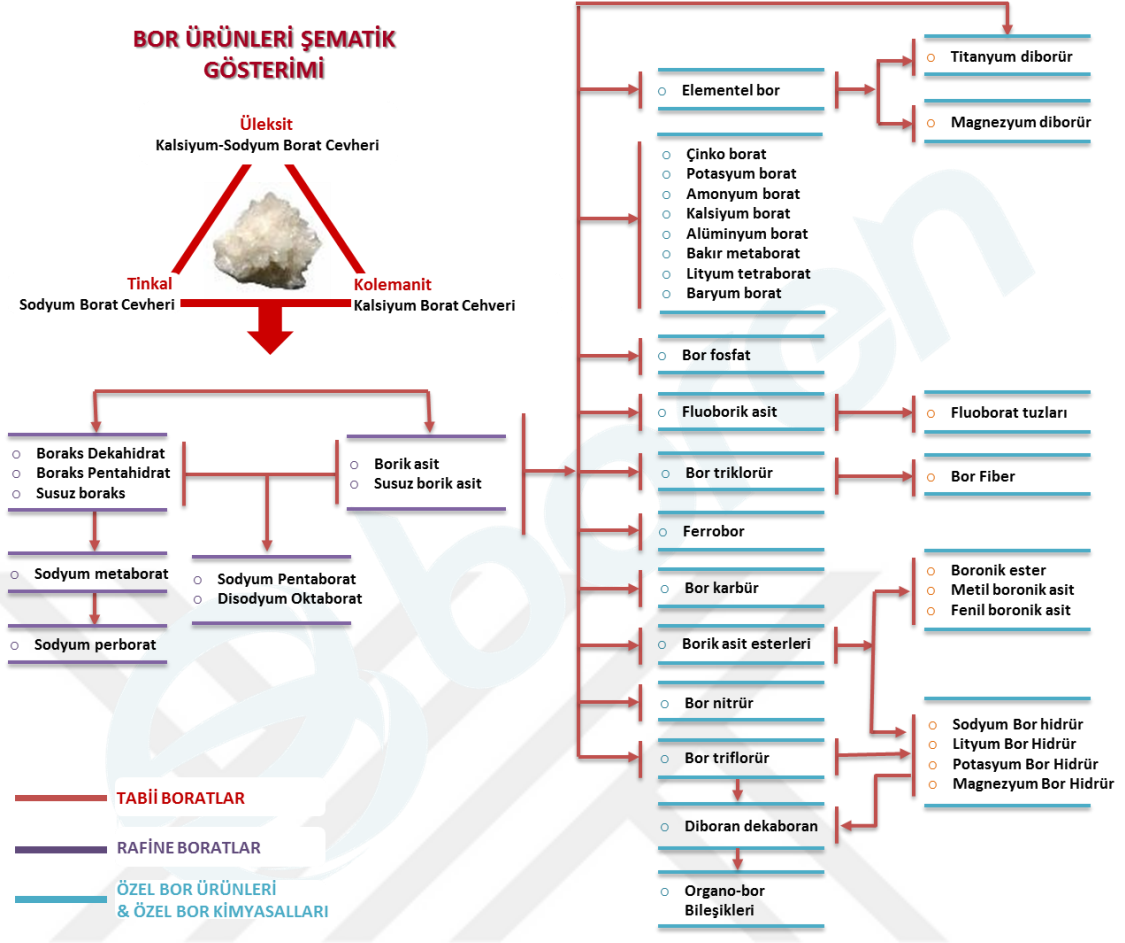 BOR ÜRÜNLERİ ŞEMATİK
GÖSTERİMİ
Üleksit
Kalsiyum-Sodyum Borat Cevheri
Tinkal
Sodyum Borat Cevheri
Kolemanit
Kalsiyum Borat Cehveri
Boraks Dekahidrat
Boraks Pentahidrat
Susuz boraks
Borik asit
Susuz borik asit
Sodyum metaborat
Sodyum Pentaborat
Disodyum Oktaborat
Sodyum perborat
Elementel bor
Titanyum diborür
Magnezyum diborür
Çinko borat
Potasyum borat
Amonyum borat
Kalsiyum borat
Alüminyum borat
Bakır metaborat
Lityum tetraborat
Baryum borat
Bor fosfat
Fluoborik asit
Fluoborat tuzları
Bor triklorür
Bor Fiber
Ferrobor
Bor karbür
Boronik ester
Metil boronik asit
Fenil boronik asit
Borik asit esterleri
Bor nitrür
Bor triflorür
Sodyum Bor hidrür
Lityum Bor Hidrür
Potasyum Bor Hidrür
Magnezyum Bor Hidrür
Diboran dekaboran
Organo-bor
Bileşikleri
TABİİ BORATLAR
RAFİNE BORATLAR
ÖZEL BOR ÜRÜNLERİ
& ÖZEL BOR KİMYASALLARI
boren